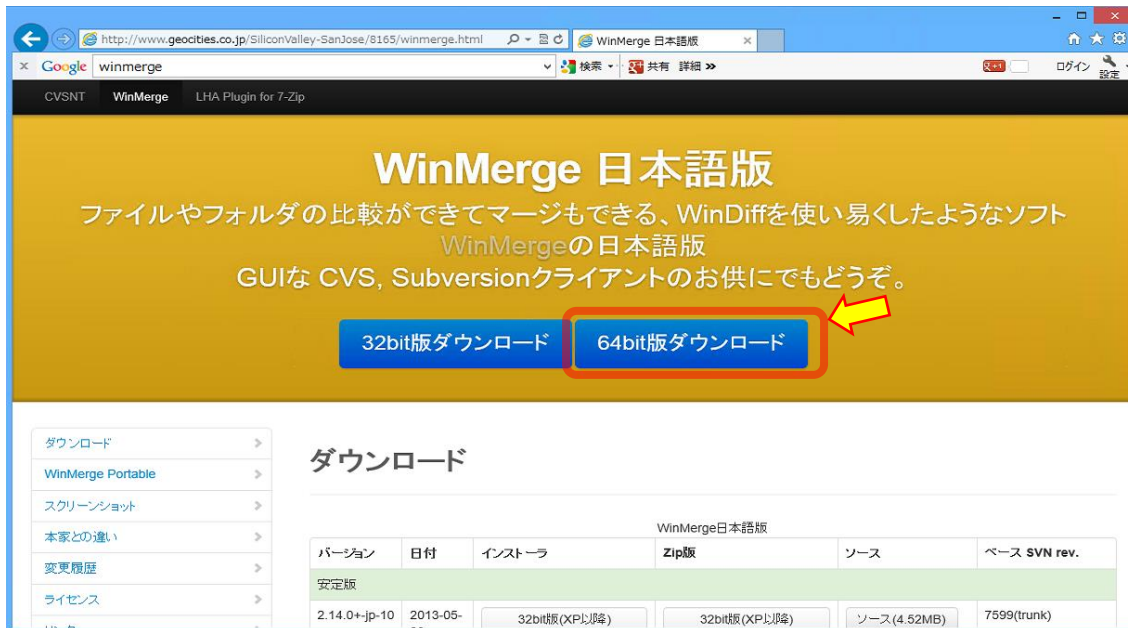 http://www.geocities.co.jp/SiliconValley-SanJose/8165/winmerge.html
WinMerge 日本語版
Google
winmerge
検索
共有
詳細
ログイン
設定
CVSNT
WinMerge
LHA Plugin for 7-Zip
WinMerge 日本語版
ファイルやフォルダの比較ができてマージもできる、WinDiffを使い易くしたようなソフト
WinMergeの日本語版
GUIな CVS, Subversionクライアントのお供にでもどうぞ。
32bit版ダウンロード
64bit版ダウンロード
ダウンロード
WinMerge Portable
スクリーンショット
本家との違い
変更履歴
ライセンス
ダウンロード
WinMerge日本語版
バージョン 日付 インストーラ Zip版 ソース ベース SVN rev.
安定版
2.14.0+-jp-10 2013-05- 32bit版(XP以降) 32bit版(XP以降) ソース(4.52MB) 7599(trunk)